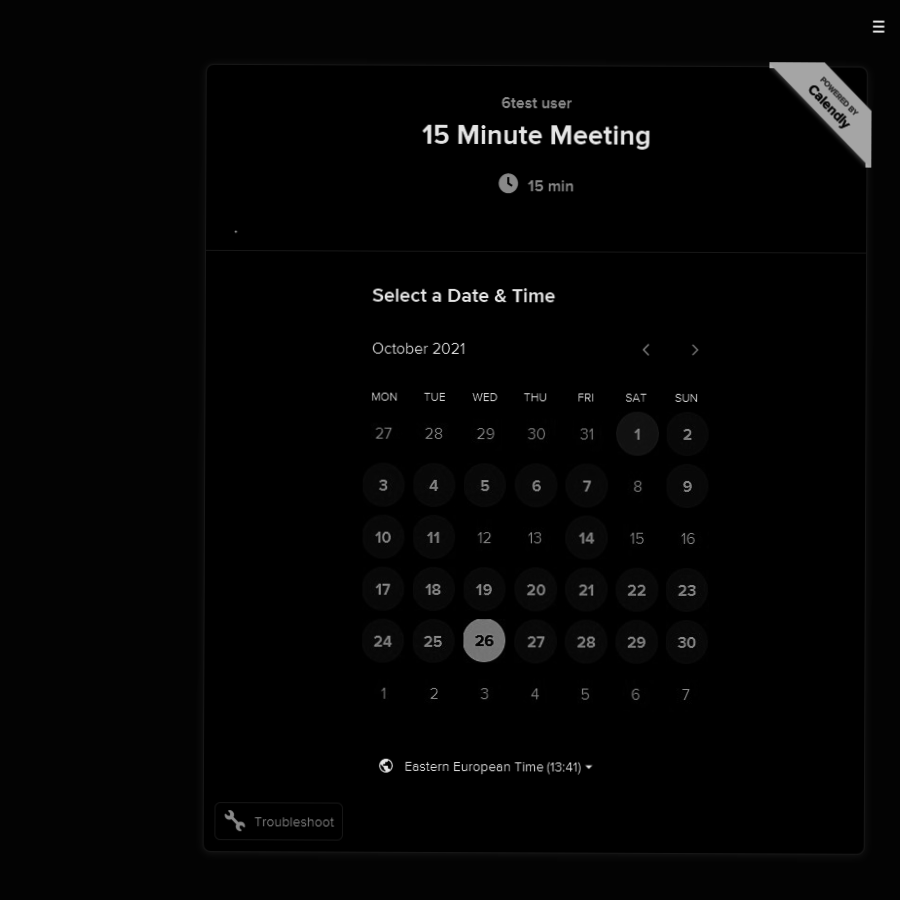 POWERED BY
Calendly
6test user
15 Minute Meeting
15 min
.
Select a Date & Time
October 2021
MON TUE WED THU FRI SAT SUN
27 28 29 30 31 1 2
3 4 5 6 7 8 9
10 11 12 13 14 15 16
17 18 19 20 21 22 23
24 25 26 27 28 29 30
1 2 3 4 5 6 7
Eastern European Time (13:41)
Troubleshoot